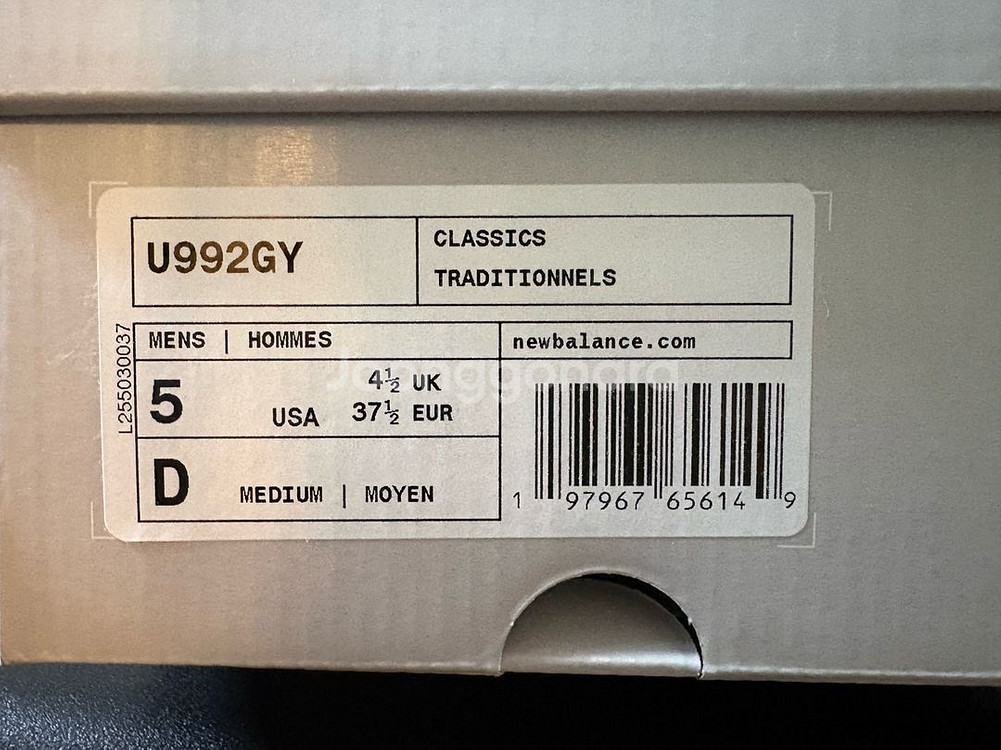 U992GY
CLASSICS
TRADITIONNELS
L255030037
MENS | HOMMES
newbalance.com
5 USA
4½ UK
37½ EUR
D MEDIUM | MOYEN
1 97967 65614 9
Joonggonara